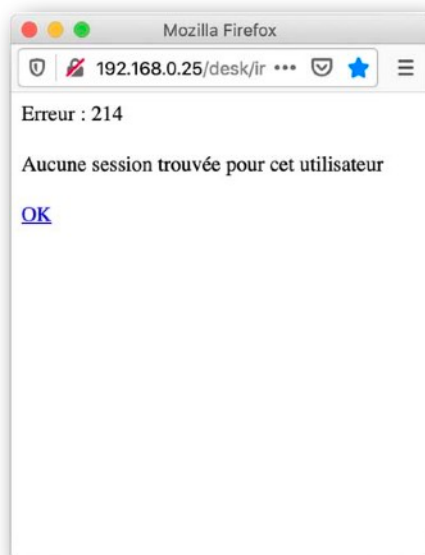 Mozilla Firefox
192.168.0.25/desk/ir •••
Erreur : 214
Aucune session trouvée pour cet utilisateur
OK